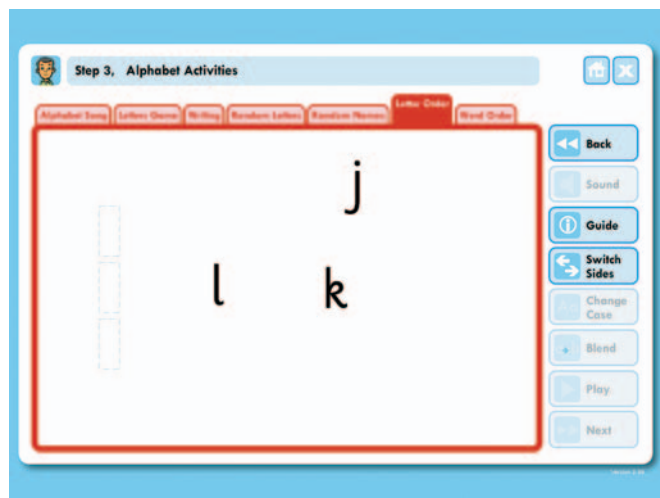 Step 3, Alphabet Activities
Alphabet Song Letters Game Writing Random Letters Random Names Letter Order Word Order
Back
j
Sound
Guide
l k
Switch
Sides
Change
Case
Blend
Play
Next